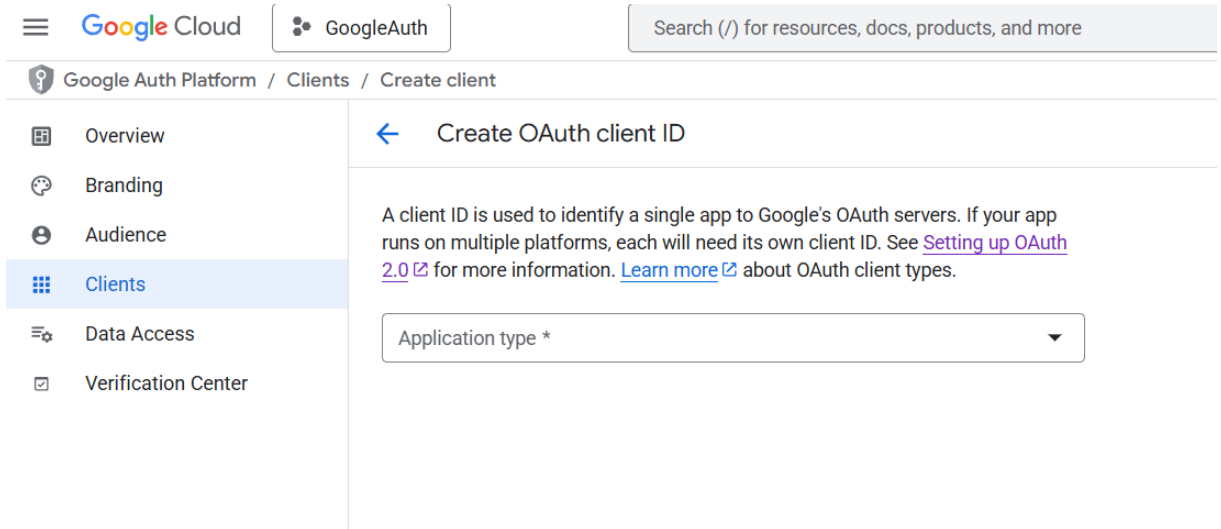 Google Cloud
GoogleAuth
Search (/) for resources, docs, products, and more
Google Auth Platform / Clients / Create client
Overview
Branding
Audience
Clients
Data Access
Verification Center
Create OAuth client ID
A client ID is used to identify a single app to Google's OAuth servers. If your app
runs on multiple platforms, each will need its own client ID. See Setting up OAuth
2.0 for more information. Learn more about OAuth client types.
Application type *